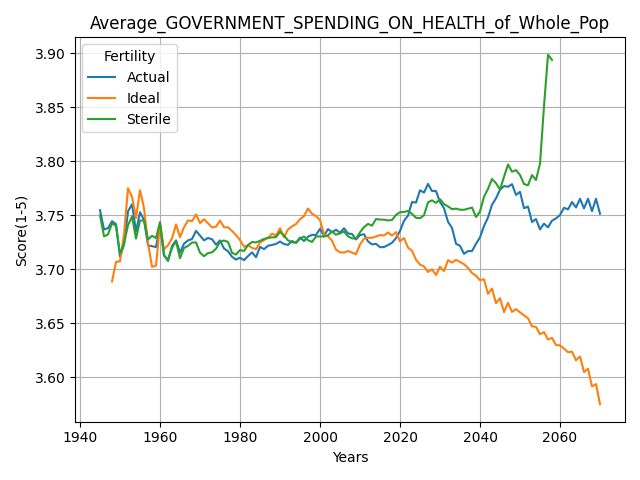 Average_GOVERNMENT_SPENDING_ON_HEALTH_of_Whole_Pop
Fertility
Actual
Ideal
Sterile
Score(1-5)
3.90
3.85
3.80
3.75
3.70
3.65
3.60
1940
1960
1980
2000
2020
2040
2060
Years